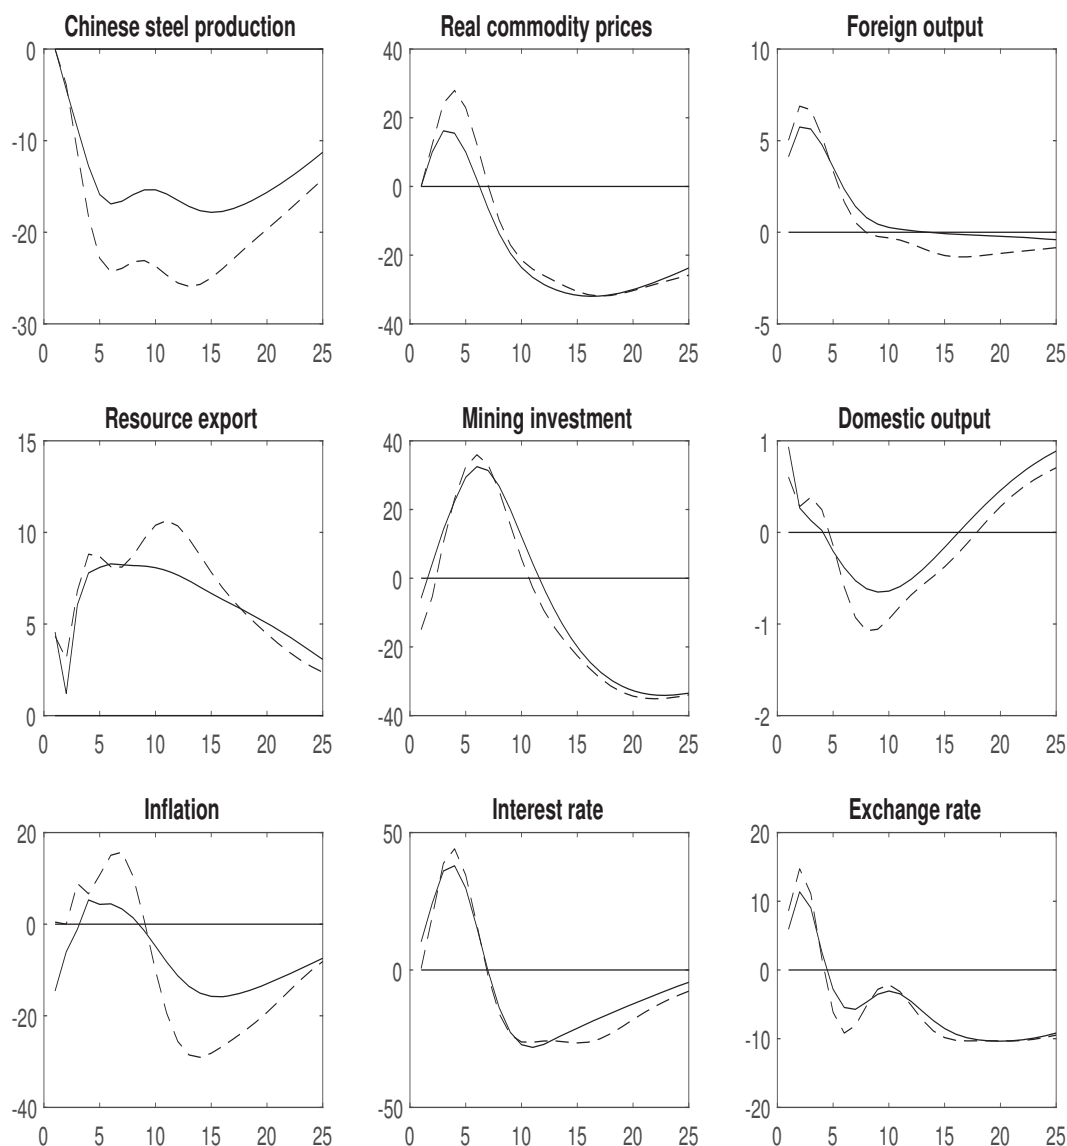 Chinese steel production
0
-10
-20
-30
0 5 10 15 20 25
Real commodity prices
40
20
0
-20
-40
0 5 10 15 20 25
Foreign output
10
5
0
-5
0 5 10 15 20 25
Resource export
15
10
5
0
0 5 10 15 20 25
Mining investment
40
20
0
-20
-40
0 5 10 15 20 25
Domestic output
1
0
-1
-2
0 5 10 15 20 25
Inflation
20
0
-20
-40
0 5 10 15 20 25
Interest rate
50
0
-50
0 5 10 15 20 25
Exchange rate
20
10
0
-10
-20
0 5 10 15 20 25